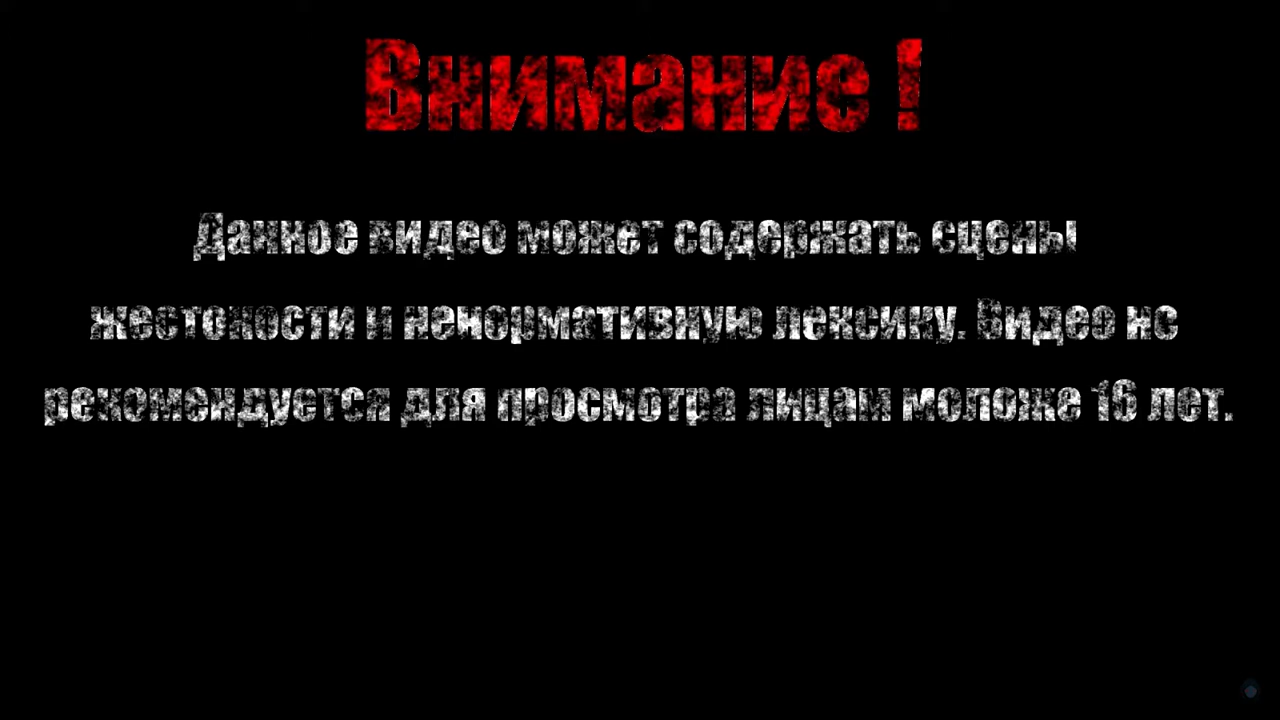 Внимание !
Данное видео может содержать сцены
жестокости и ненормативную лексику. Видео не
рекомендуется для просмотра лицам моложе 16 лет.